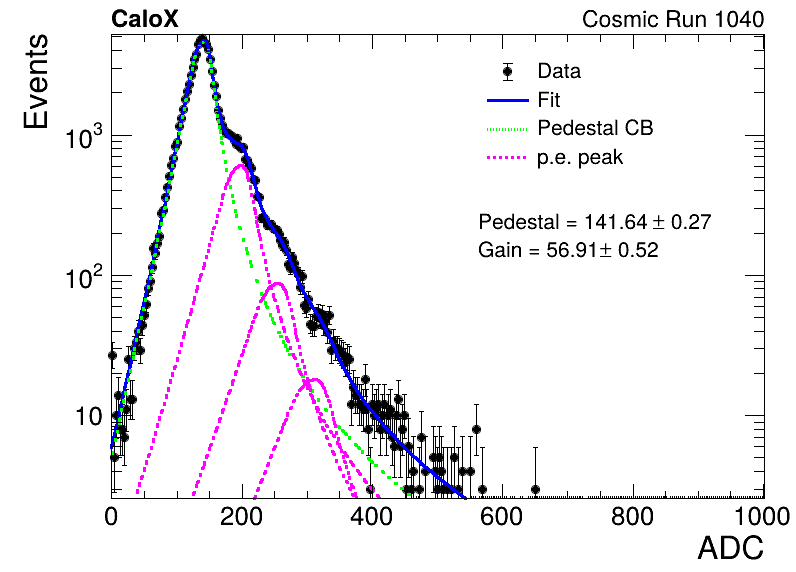 CaloX Cosmic Run 1040
Events
Data
Fit
Pedestal CB
p.e. peak
Pedestal = 141.64 ± 0.27
Gain = 56.91± 0.52
10³
10²
10
0 200 400 600 800 1000
ADC